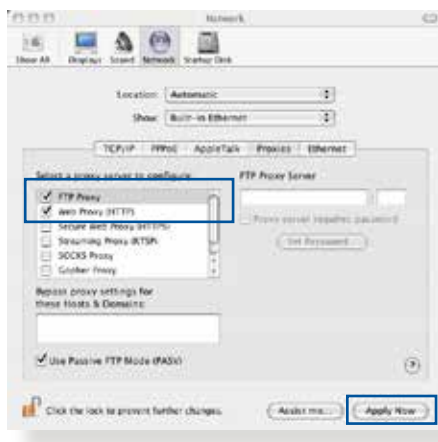 Network
Show All Displays Sound Network Startup Disk
Location: Automatic
Show: Built-in Ethernet
TCP/IP PPPoE AppleTalk Proxies Ethernet
Select a proxy server to configure:
FTP Proxy Server
FTP Proxy
Web Proxy (HTTP)
Secure Web Proxy (HTTPS)
Streaming Proxy (RTSP)
SOCKS Proxy
Gopher Proxy
Proxy server requires password
Set Password...
Bypass proxy settings for
these Hosts & Domains:
Use Passive FTP Mode (PASV)
?
Click the lock to prevent further changes.
Assist me...
Apply Now